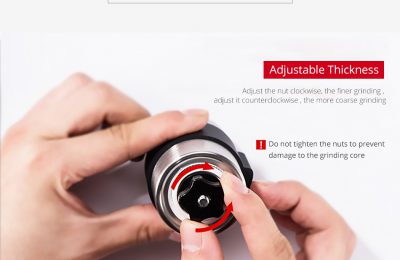 Adjustable Thickness
Adjust the nut clockwise, the finer grinding ,
adjust it counterclockwise , the more coarse grinding
! Do not tighten the nuts to prevent
damage to the grinding core